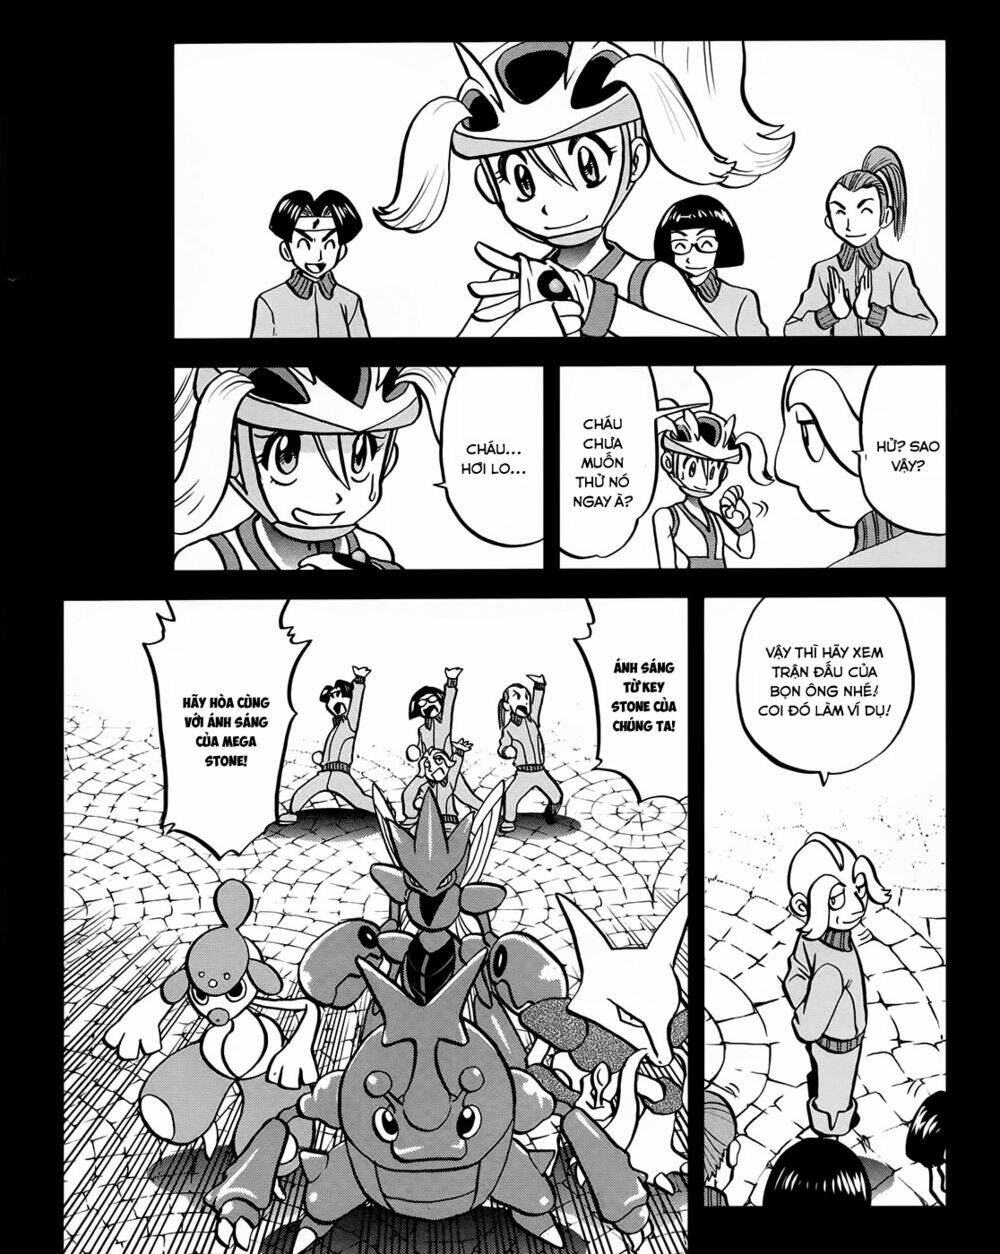 HỬ? SAO
VẬY?
CHÁU
CHƯA
MUỐN
THỬ NÓ
NGAY À?
CHÁU...
HƠI LO...
VẬY THÌ HÃY XEM
TRẬN ĐẤU CỦA
BỌN ÔNG NHÉ!
COI ĐÓ LÀM VÍ DỤ!
ÁNH SÁNG
TỪ KEY
STONE CỦA
CHÚNG TA!
HÃY HÒA CÙNG
VỚI ÁNH SÁNG
CỦA MEGA
STONE!